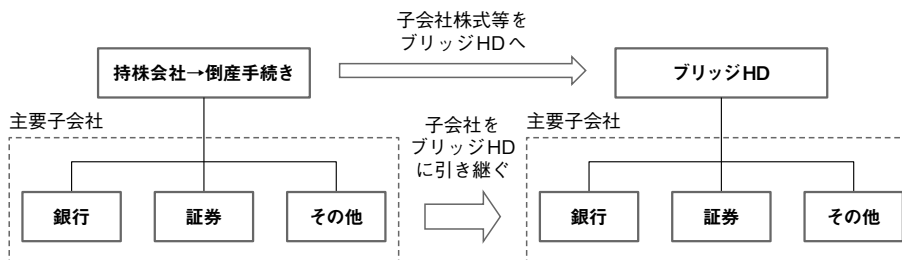 子会社株式等を
ブリッジHDへ
持株会社→倒産手続き
ブリッジHD
主要子会社
子会社を
ブリッジHD
に引き継ぐ
主要子会社
銀行
証券
その他
銀行
証券
その他